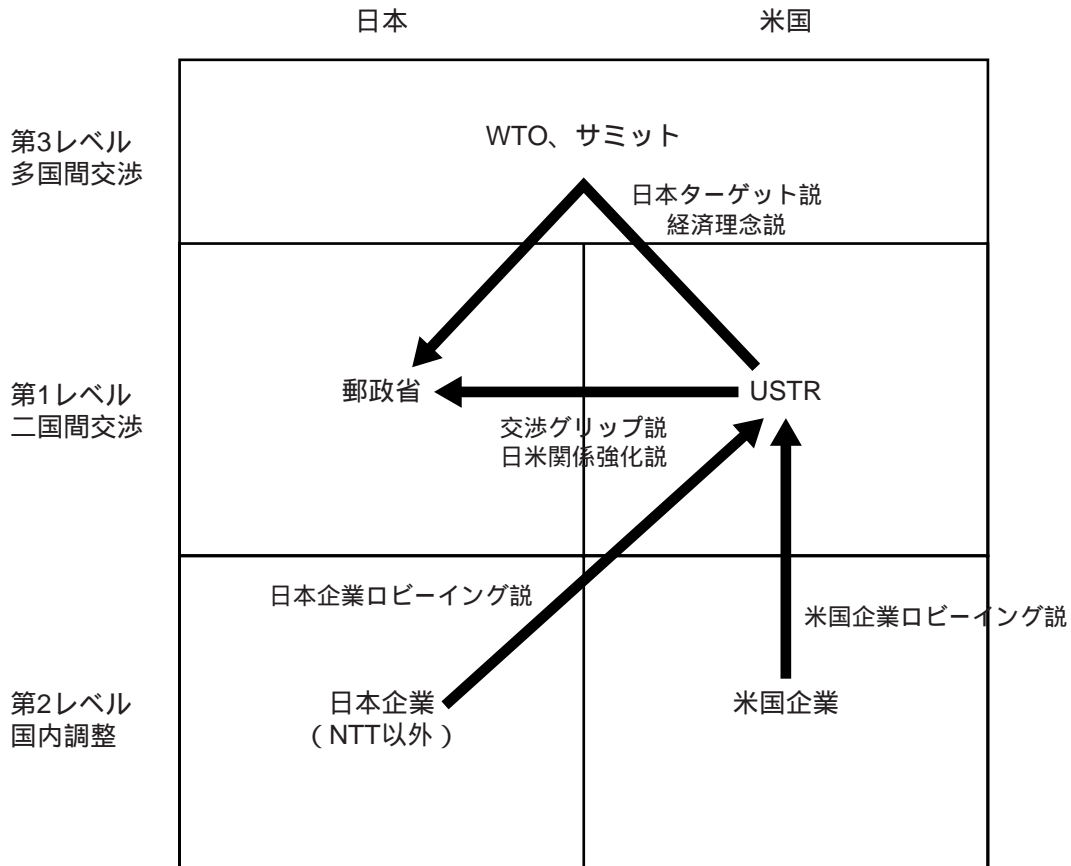 日本
米国
第3レベル
多国間交渉
WTO、サミット
日本ターゲット説
経済理念説
第1レベル
二国間交渉
郵政省
USTR
交渉グリップ説
日米関係強化説
日本企業ロビーイング説
米国企業ロビーイング説
第2レベル
国内調整
日本企業
（NTT以外）
米国企業